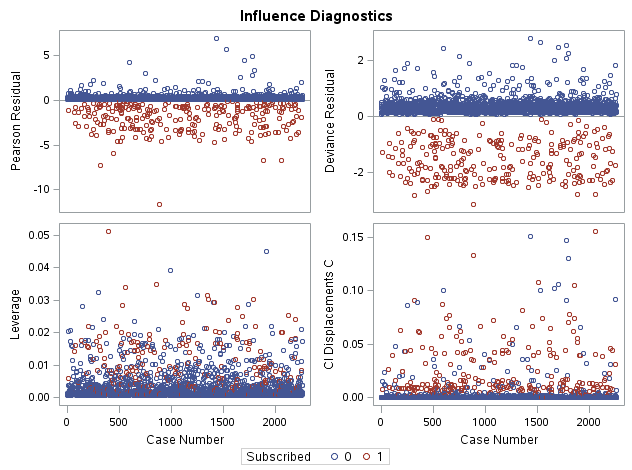 Influence Diagnostics
Pearson Residual
5
0
-5
-10
Deviance Residual
2
0
-2
Leverage
0.05
0.04
0.03
0.02
0.01
0.00
0 500 1000 1500 2000
Case Number
CI Displacements C
0.15
0.10
0.05
0.00
0 500 1000 1500 2000
Case Number
Subscribed 0 1